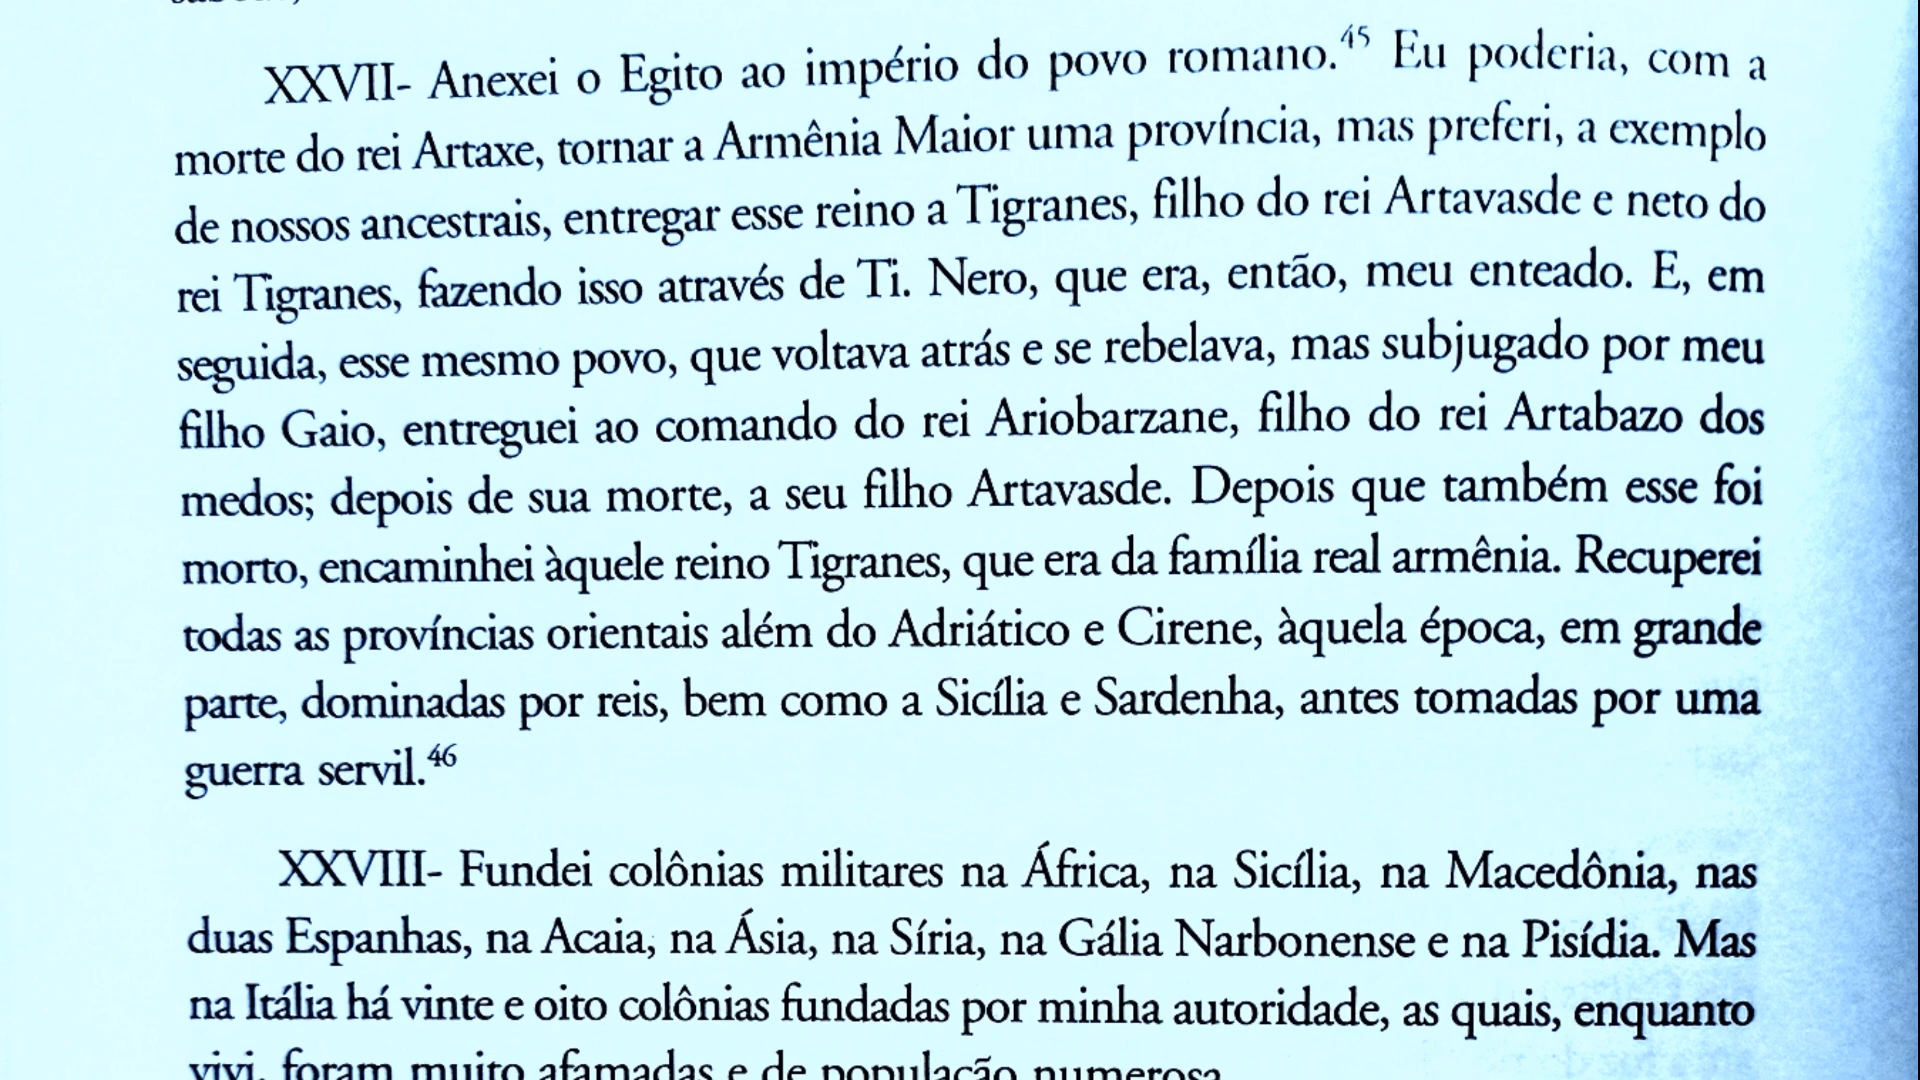 XXVII- Anexei o Egito ao império do povo romano.⁴⁵ Eu poderia, com a
morte do rei Artaxe, tornar a Armênia Maior uma província, mas preferi, a exemplo
de nossos ancestrais, entregar esse reino a Tigranes, filho do rei Artavasde e neto do
rei Tigranes, fazendo isso através de Ti. Nero, que era, então, meu enteado. E, em
seguida, esse mesmo povo, que voltava atrás e se rebelava, mas subjugado por meu
filho Gaio, entreguei ao comando do rei Ariobarzane, filho do rei Artabazo dos
medos; depois de sua morte, a seu filho Artavasde. Depois que também esse foi
morto, encaminhei àquele reino Tigranes, que era da família real armênia. Recuperei
todas as províncias orientais além do Adriático e Cirene, àquela época, em grande
parte, dominadas por reis, bem como a Sicília e Sardenha, antes tomadas por uma
guerra servil.⁴⁶
XXVIII- Fundei colônias militares na África, na Sicília, na Macedônia, nas
duas Espanhas, na Acaia, na Ásia, na Síria, na Gália Narbonense e na Pisídia. Mas
na Itália há vinte e oito colônias fundadas por minha autoridade, as quais, enquanto
vivi, foram muito afamadas e de população numerosa.